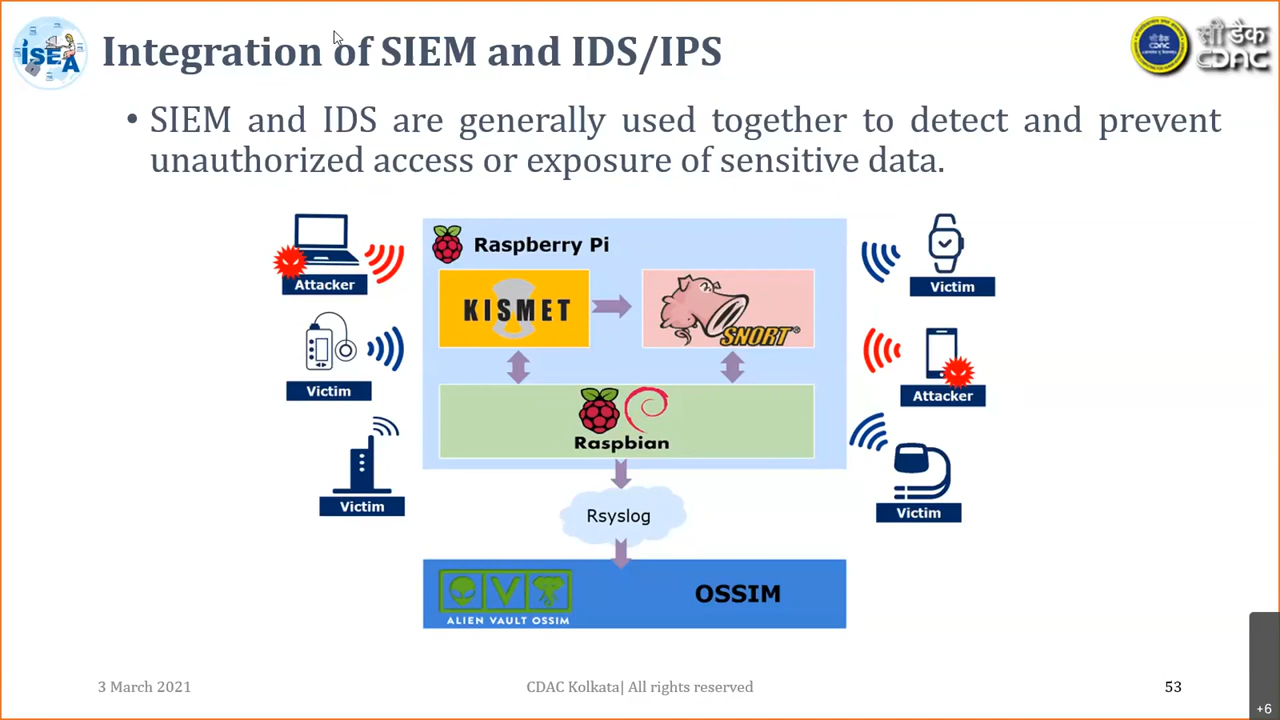 ISEA
Integration of SIEM and IDS/IPS
सी डैक
CDAC
• SIEM and IDS are generally used together to detect and prevent
unauthorized access or exposure of sensitive data.
Raspberry Pi
Attacker
KISMET
SNORT®
Victim
Victim
Attacker
Raspbian
Victim
Victim
Rsyslog
ALIEN VAULT OSSIM
OSSIM
3 March 2021
CDAC Kolkata| All rights reserved
53
+6